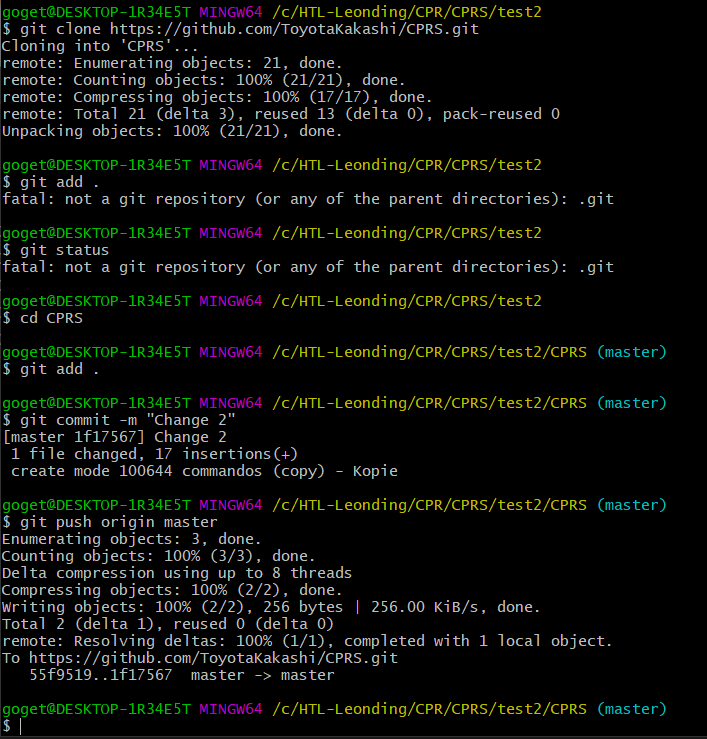 goget@DESKTOP-1R34E5T MINGW64 /c/HTL-Leonding/CPR/CPRS/test2
$ git clone https://github.com/ToyotaKakashi/CPRS.git
Cloning into 'CPRS'...
remote: Enumerating objects: 21, done.
remote: Counting objects: 100% (21/21), done.
remote: Compressing objects: 100% (17/17), done.
remote: Total 21 (delta 3), reused 13 (delta 0), pack-reused 0
Unpacking objects: 100% (21/21), done.
goget@DESKTOP-1R34E5T MINGW64 /c/HTL-Leonding/CPR/CPRS/test2
$ git add .
fatal: not a git repository (or any of the parent directories): .git
goget@DESKTOP-1R34E5T MINGW64 /c/HTL-Leonding/CPR/CPRS/test2
$ git status
fatal: not a git repository (or any of the parent directories): .git
goget@DESKTOP-1R34E5T MINGW64 /c/HTL-Leonding/CPR/CPRS/test2
$ cd CPRS
goget@DESKTOP-1R34E5T MINGW64 /c/HTL-Leonding/CPR/CPRS/test2/CPRS (master)
$ git add .
goget@DESKTOP-1R34E5T MINGW64 /c/HTL-Leonding/CPR/CPRS/test2/CPRS (master)
$ git commit -m "Change 2"
[master 1f17567] Change 2
1 file changed, 17 insertions(+)
create mode 100644 commandos (copy) - Kopie
goget@DESKTOP-1R34E5T MINGW64 /c/HTL-Leonding/CPR/CPRS/test2/CPRS (master)
$ git push origin master
Enumerating objects: 3, done.
Counting objects: 100% (3/3), done.
Delta compression using up to 8 threads
Compressing objects: 100% (2/2), done.
Writing objects: 100% (2/2), 256 bytes | 256.00 KiB/s, done.
Total 2 (delta 1), reused 0 (delta 0)
remote: Resolving deltas: 100% (1/1), completed with 1 local object.
To https://github.com/ToyotaKakashi/CPRS.git
55f9519..1f17567 master -> master
goget@DESKTOP-1R34E5T MINGW64 /c/HTL-Leonding/CPR/CPRS/test2/CPRS (master)
$